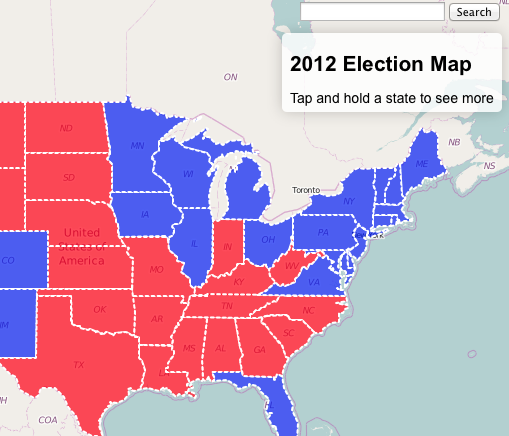 Search
2012 Election Map
Tap and hold a state to see more
ON
ND
MN
NB
ME
NS
SD
WI
Toronto
NY
IA
United
States of
America
CO
IL
IN
OH
PA
MO
WV
VA
KY
OK
TN
NC
AR
SC
MS
AL
GA
TX
COA